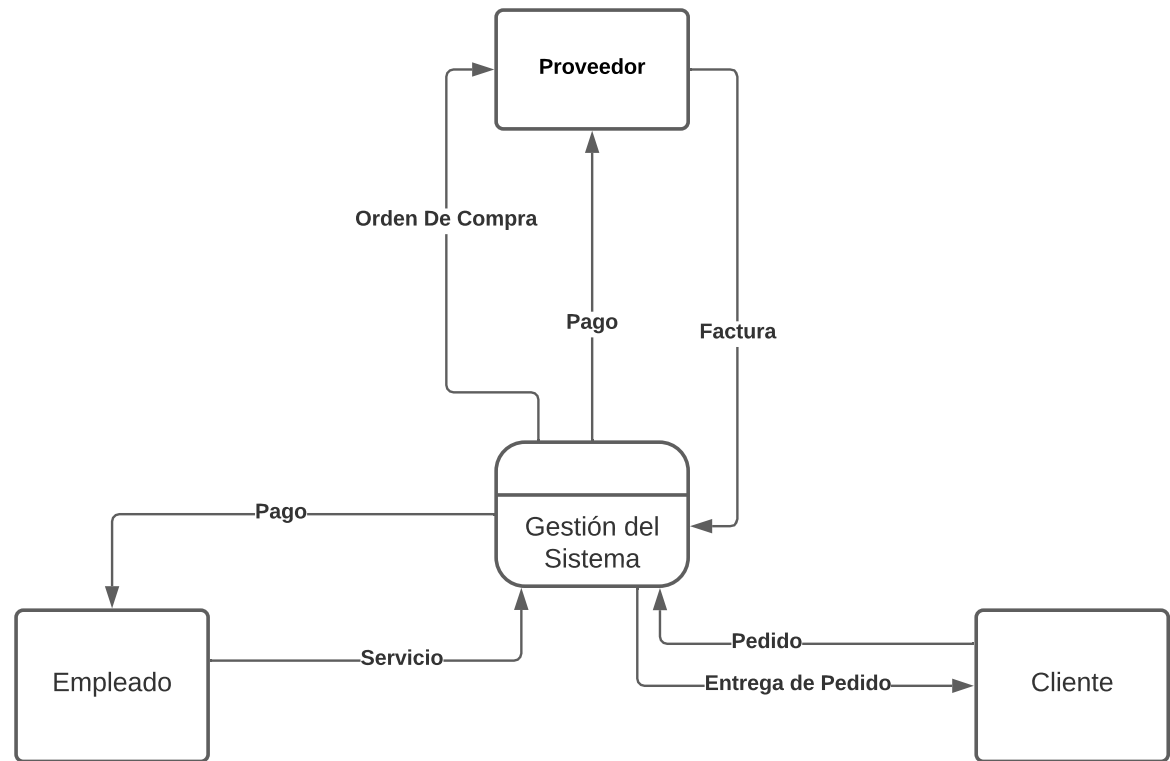 Proveedor
Orden De Compra
Pago
Factura
Pago
Gestión del
Sistema
Servicio
Pedido
Entrega de Pedido
Empleado
Cliente